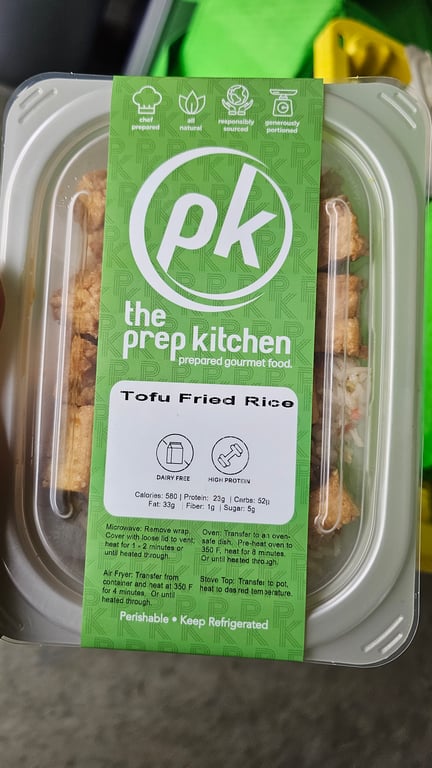 chef prepared
all natural
responsibly sourced
generously portioned
pk
the
prep kitchen
prepared gourmet food.
Tofu Fried Rice
DAIRY FREE
HIGH PROTEIN
Calories: 580 | Protein: 23g | Carbs: 52g
Fat: 33g | Fiber: 1g | Sugar: 5g
Microwave: Remove wrap.
Cover with loose lid to vent,
heat for 1 - 2 minutes or
until heated through.
Oven: Transfer to an oven-
safe dish. Pre-heat oven to
350 F, heat for 8 minutes.
Or until heated through.
Air Fryer: Transfer from
container and heat at 350 F
for 4 minutes. Or until
heated through.
Stove Top: Transfer to pot,
heat to desired temperature.
Perishable • Keep Refrigerated